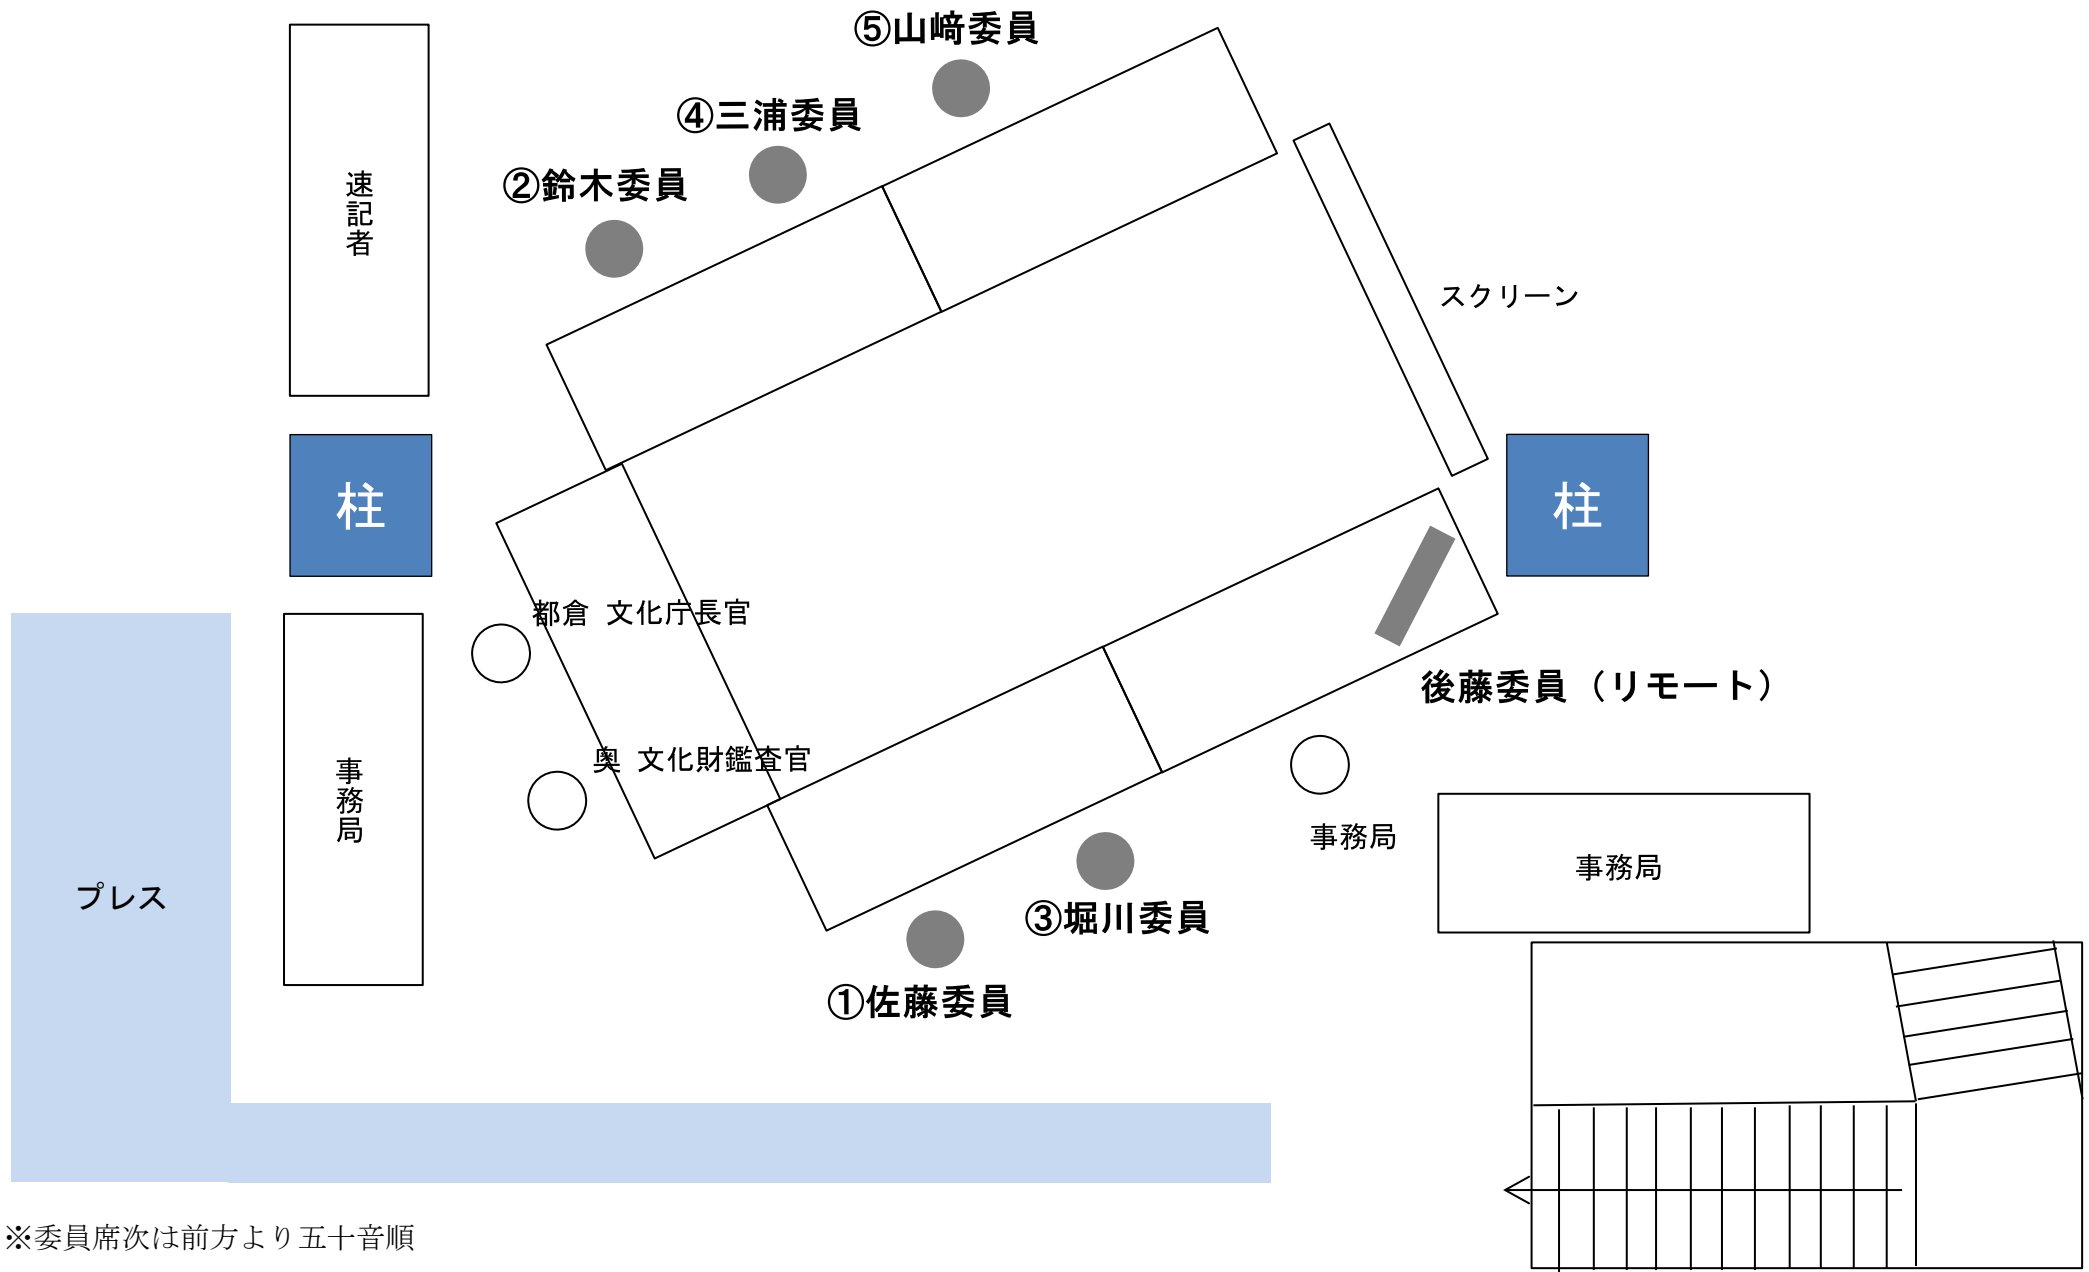 ⑤山﨑委員
④三浦委員
②鈴木委員
速記者
スクリーン
柱
柱
都倉 文化庁長官
後藤委員（リモート）
奥 文化財鑑査官
事務局
事務局
事務局
プレス
③堀川委員
①佐藤委員
※委員席次は前方より五十音順